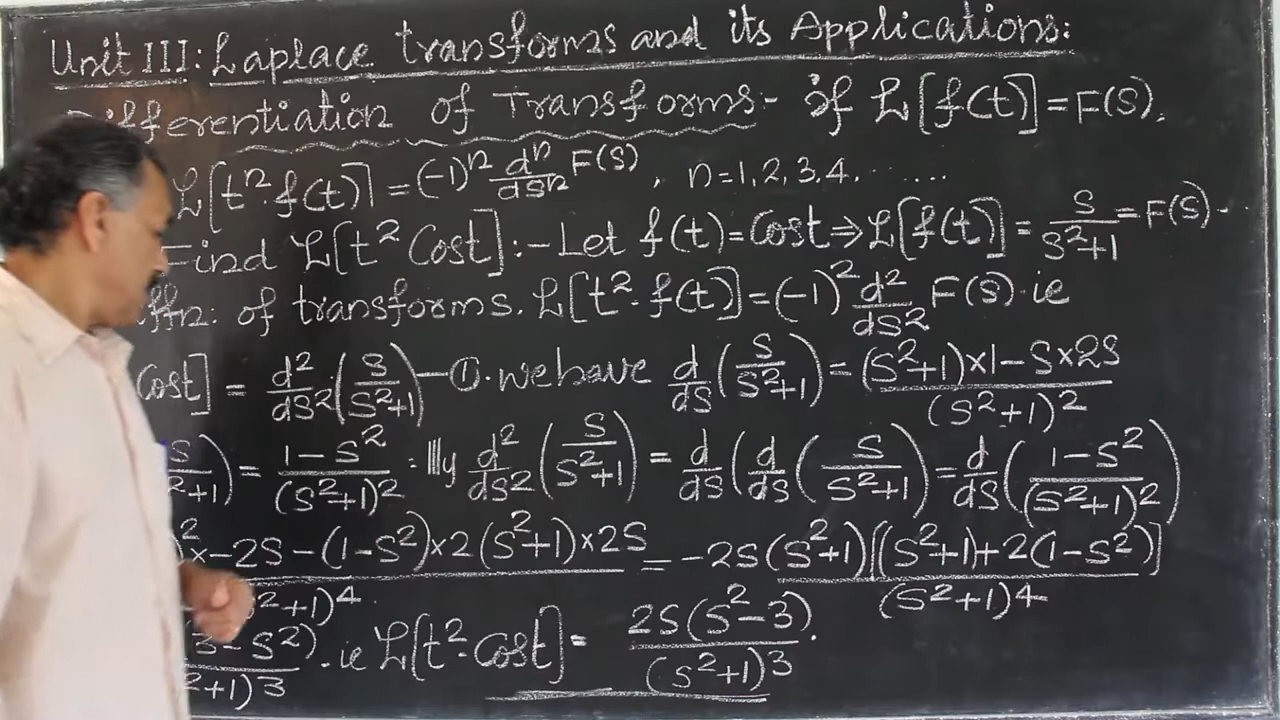 Unit III: Laplace transforms and its Applications:
Differentiation of Transforms- If ℒ[f(t)]=F(S).
ℒ[tⁿ·f(t)]=(-1)ⁿ dⁿ/dSⁿ F(S), n=1,2,3,4.......
Find ℒ[t² Cost]:- Let f(t)=Cost⇒ℒ[f(t)]= S/(S²+1) =F(S)-
ffn: of transforms. ℒ[t²·f(t)]=(-1)² d²/dS² F(S)· ie
Cost] = d²/dS² (S/(S²+1)) —①. we have d/dS (S/(S²+1)) = ((S²+1)×1-S×2S)/(S²+1)²
S/²+1) = (1-S²)/(S²+1)² · |||ly d²/dS² (S/(S²+1)) = d/dS (d/dS (S/(S²+1)) = d/dS ((1-S²)/(S²+1)²)
)²×-2S-(1-S²)×2(S²+1)×2S/²+1)⁴ = -2S(S²+1)[(S²+1)+2(1-S²)]/(S²+1)⁴
3-S²)/²+1)³ · ie ℒ[t²·Cost]= 2S(S²-3)/(S²+1)³.